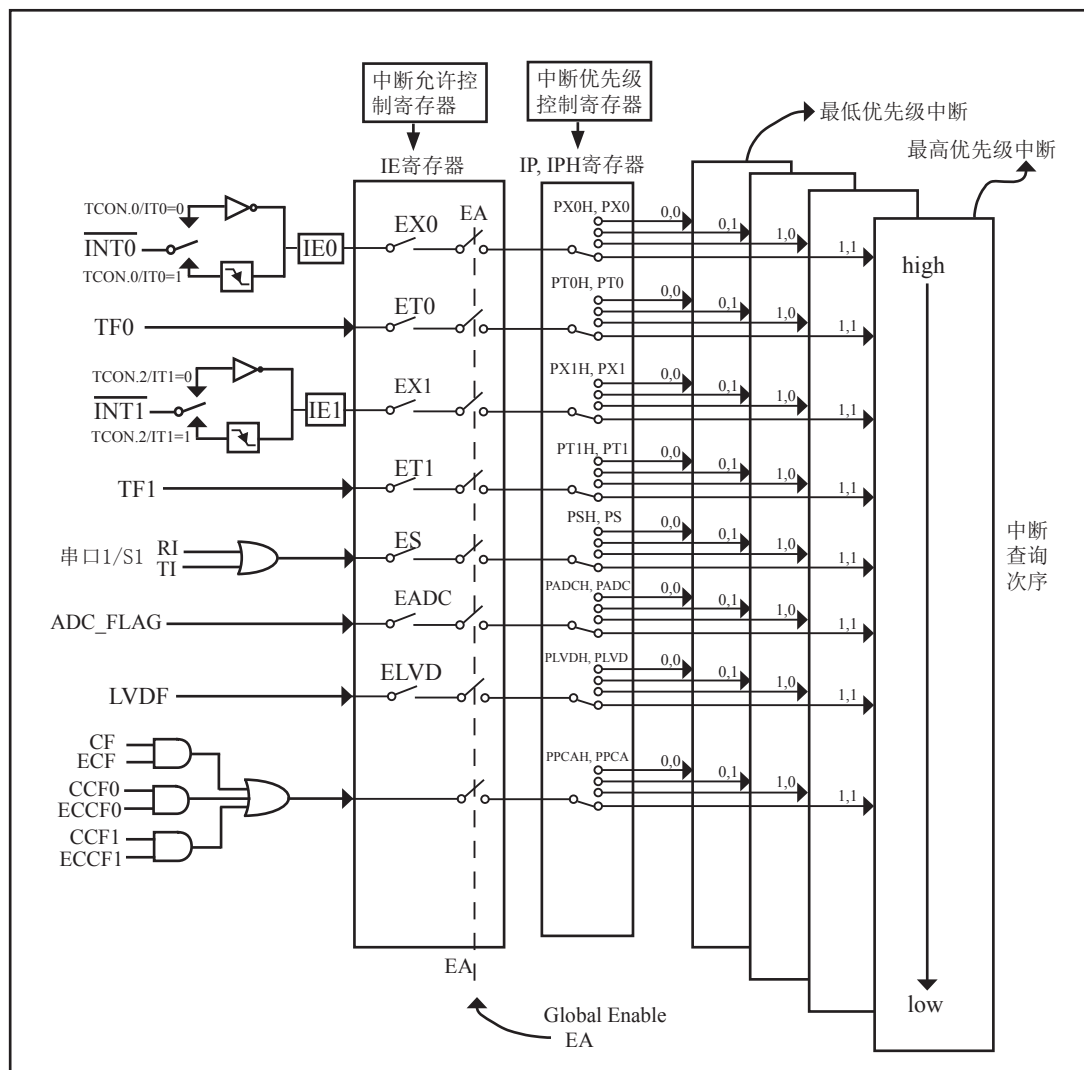 中断允许控
制寄存器
中断优先级
控制寄存器
最低优先级中断
最高优先级中断
IE寄存器
IP, IPH寄存器
TCON.0/IT0=0
INT0
TCON.0/IT0=1
IE0
EX0
EA
PX0H, PX0
0,0
0,1
1,0
1,1
high
TF0
ET0
PT0H, PT0
0,0
0,1
1,0
1,1
TCON.2/IT1=0
INT1
TCON.2/IT1=1
IE1
EX1
PX1H, PX1
0,0
0,1
1,0
1,1
TF1
ET1
PT1H, PT1
0,0
0,1
1,0
1,1
串口1/S1
RI
TI
ES
PSH, PS
0,0
0,1
1,0
1,1
中断
查询
次序
ADC_FLAG
EADC
PADCH, PADC
0,0
0,1
1,0
1,1
LVDF
ELVD
PLVDH, PLVD
0,0
0,1
1,0
1,1
CF
ECF
CCF0
ECCF0
CCF1
ECCF1
PPCAH, PPCA
0,0
0,1
1,0
1,1
EA
low
Global Enable
EA